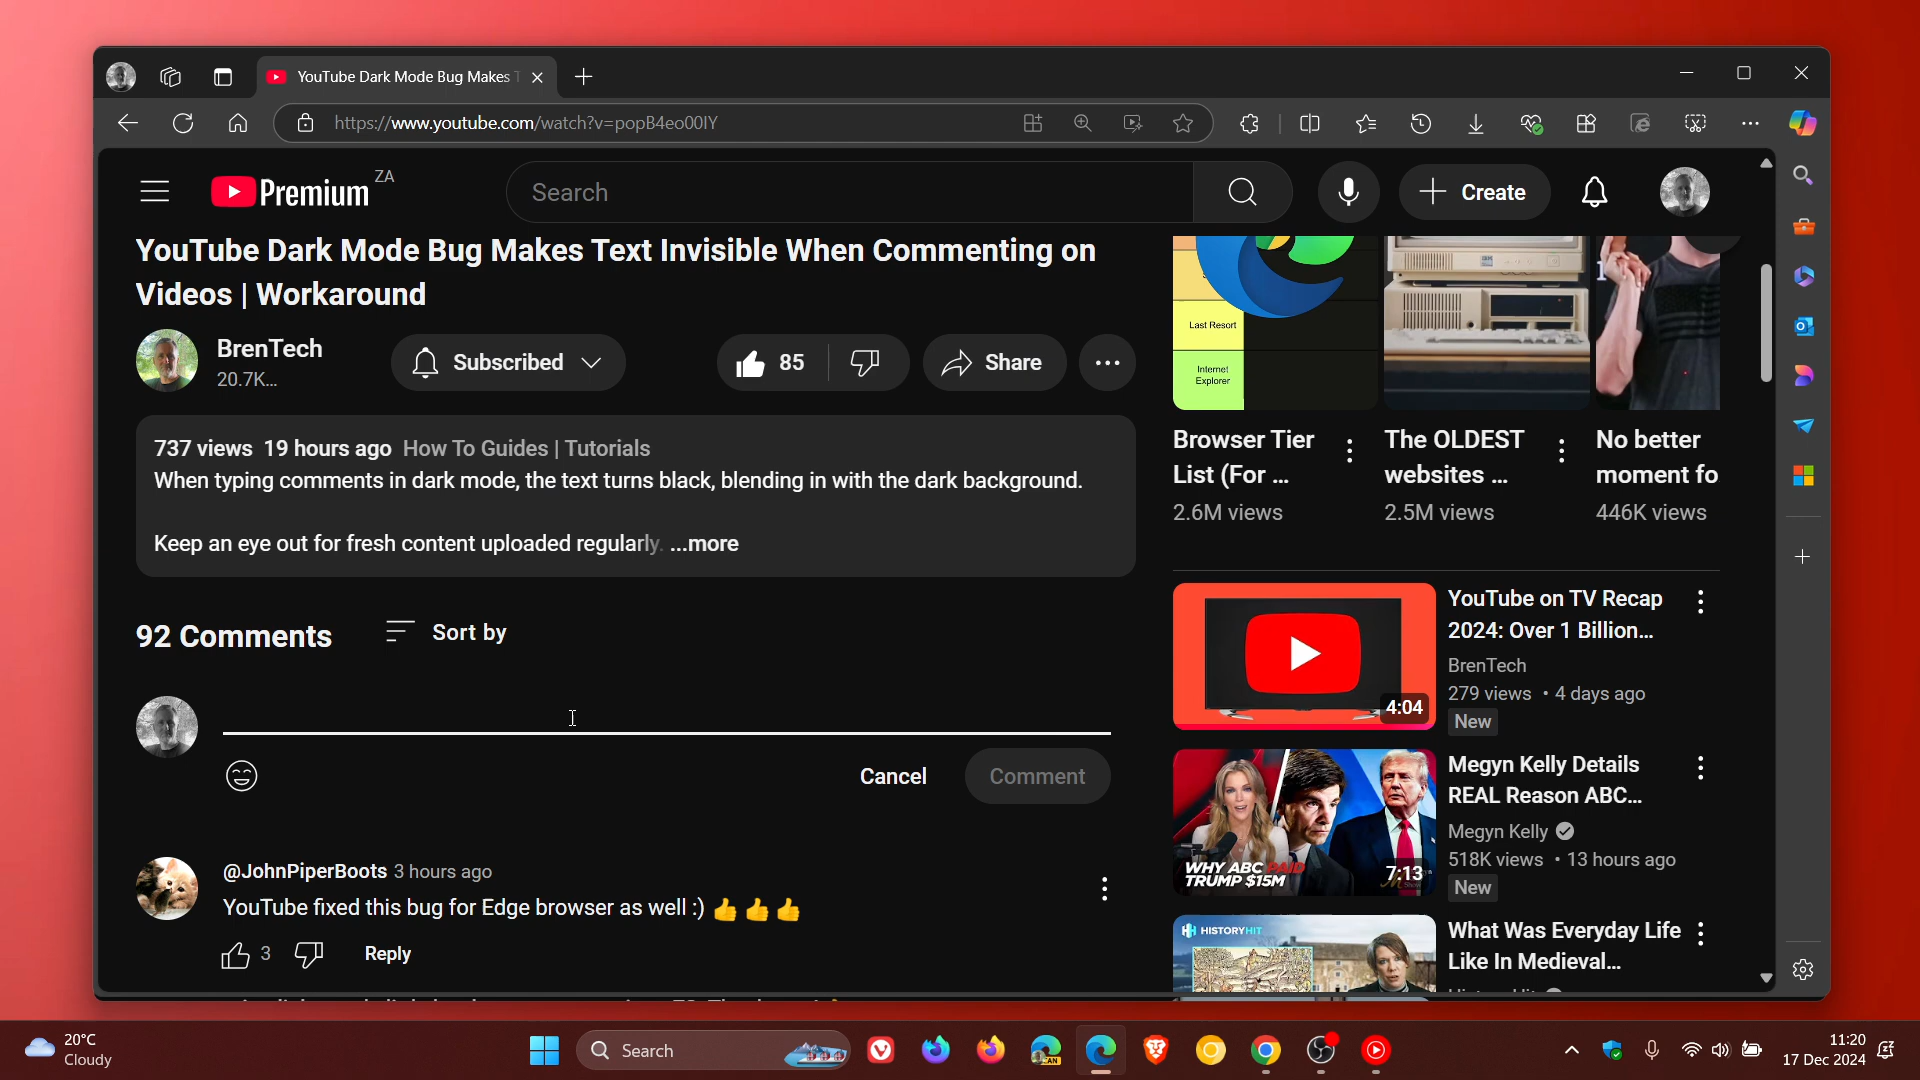 YouTube Dark Mode Bug Makes
https://www.youtube.com/watch?v=popB4eo00IY
Premium ZA
Search
Create
YouTube Dark Mode Bug Makes Text Invisible When Commenting on
Videos | Workaround
BrenTech
20.7K...
Subscribed
85
Share
737 views 19 hours ago How To Guides | Tutorials
When typing comments in dark mode, the text turns black, blending in with the dark background.
Keep an eye out for fresh content uploaded regularly. ...more
92 Comments
Sort by
Cancel
Comment
@JohnPiperBoots 3 hours ago
YouTube fixed this bug for Edge browser as well :) 👍👍👍
3
Reply
Last Resort
Internet
Explorer
Browser Tier
List (For ...
2.6M views
The OLDEST
websites ...
2.5M views
No better
moment fo
446K views
4:04
YouTube on TV Recap
2024: Over 1 Billion...
BrenTech
279 views • 4 days ago
New
WHY ABC PAID
TRUMP $15M
7:13
Megyn Kelly Details
REAL Reason ABC...
Megyn Kelly
518K views • 13 hours ago
New
HISTORYHIT
What Was Everyday Life
Like In Medieval...
20°C
Cloudy
Search
CAN
11:20
17 Dec 2024